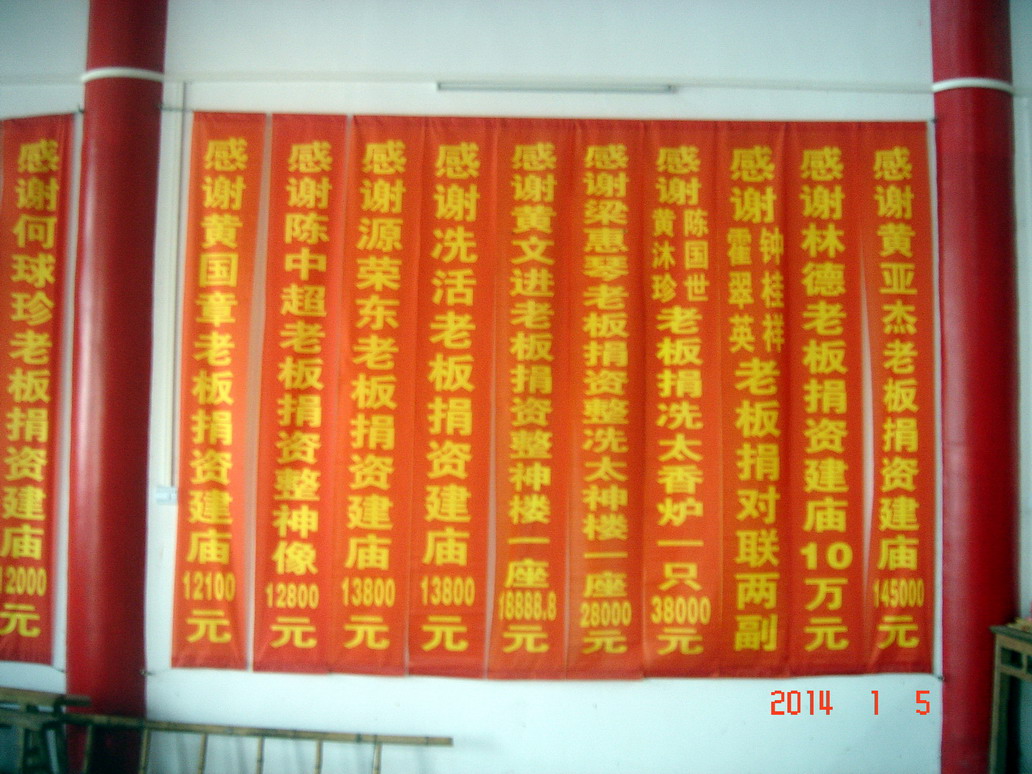 感谢何球珍老板捐资建庙12000元
感谢黄国章老板捐资建庙12100元
感谢陈中超老板捐资整神像12800元
感谢源荣东老板捐资建庙13800元
感谢冼活老板捐资建庙13800元
感谢黄文进老板捐资整神楼一座18888.8元
感谢梁惠琴老板捐资整冼太神楼一座28000元
感谢陈国世黄沐珍老板捐冼太香炉一只38000元
感谢钟桂样霍翠英老板捐对联两副
感谢林德老板捐资建庙10万元
感谢黄亚杰老板捐资建庙145000元
2014 1 5